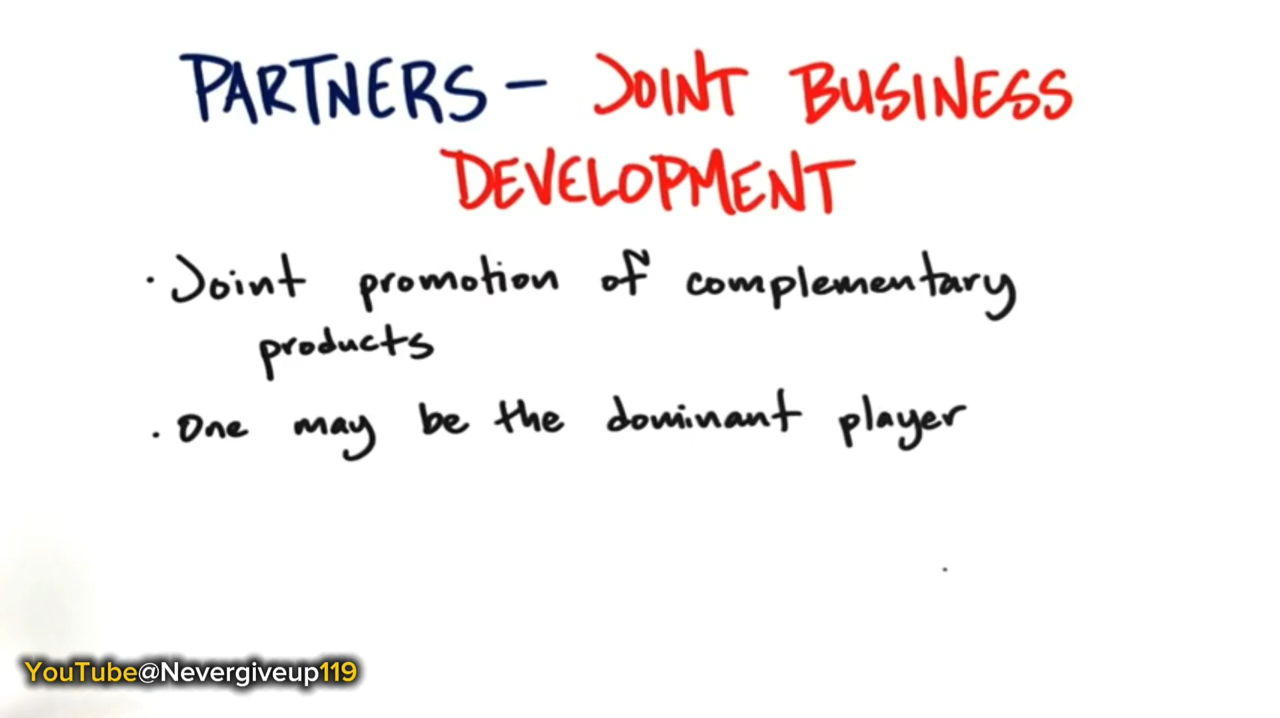 PARTNERS - JOINT BUSINESS
DEVELOPMENT
· Joint promotion of complementary
products
· One may be the dominant player
YouTube@Nevergiveup119